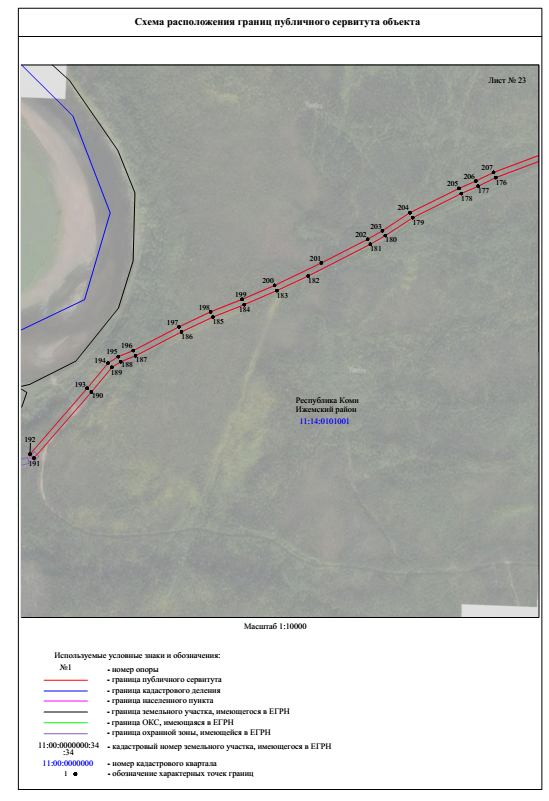 Схема расположения границ публичного сервитута объекта
Лист № 23
207
206
176
205
177
178
204
179
203
202
180
181
201
182
200
183
199
184
198
185
197
186
196
195
187
194
188
189
193
190
192
191
Республика Коми
Ижемский район
11:14:0101001
Масштаб 1:10000
Используемые условные знаки и обозначения:
№1 - номер опоры
- граница публичного сервитута
- граница кадастрового деления
- граница населенного пункта
- граница земельного участка, имеющегося в ЕГРН
- граница ОКС, имеющаяся в ЕГРН
- граница охранной зоны, имеющейся в ЕГРН
11:00:0000000:34 - кадастровый номер земельного участка, имеющегося в ЕГРН
:34
11:00:0000000 - номер кадастрового квартала
1 - обозначение характерных точек границ